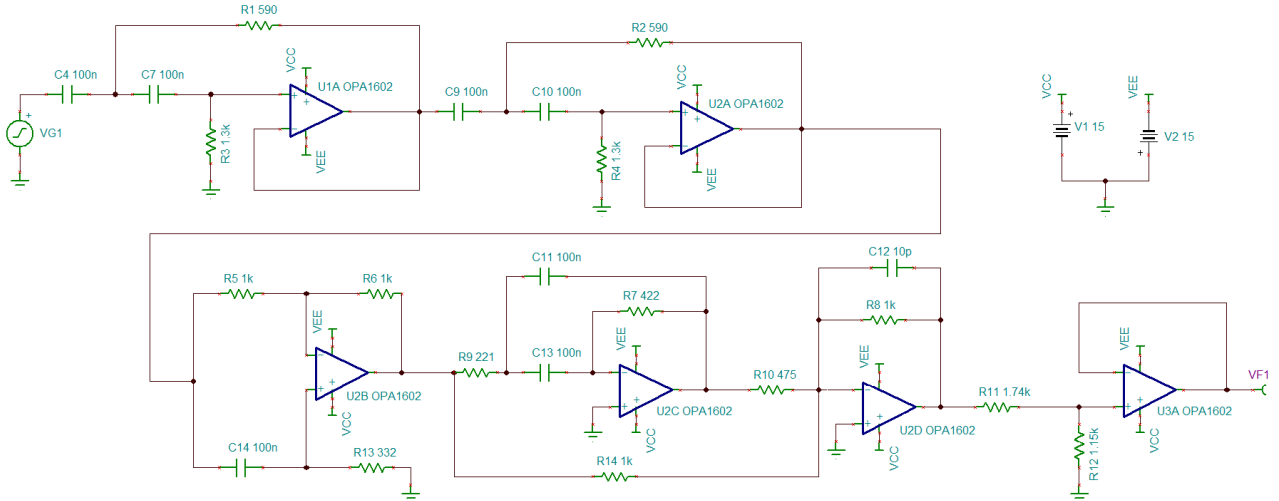 R1 590
R2 590
VCC
VCC
VCC
VEE
C4 100n
C7 100n
U1A OPA1602
C9 100n
C10 100n
U2A OPA1602
+
+
+
-
+
+
-
+
V1 15
V2 15
+
VG1
R3 1.3k
VEE
R4 1.3k
VEE
C12 10p
C11 100n
R5 1k
R6 1k
R7 422
R8 1k
VEE
VEE
VEE
VEE
R9 221
C13 100n
-
+
+
U2B OPA1602
-
+
+
U2C OPA1602
R10 475
-
+
+
U2D OPA1602
R11 1.74k
-
+
+
U3A OPA1602
VF1
VCC
VCC
VCC
VCC
C14 100n
R13 332
R14 1k
R12 1.15k